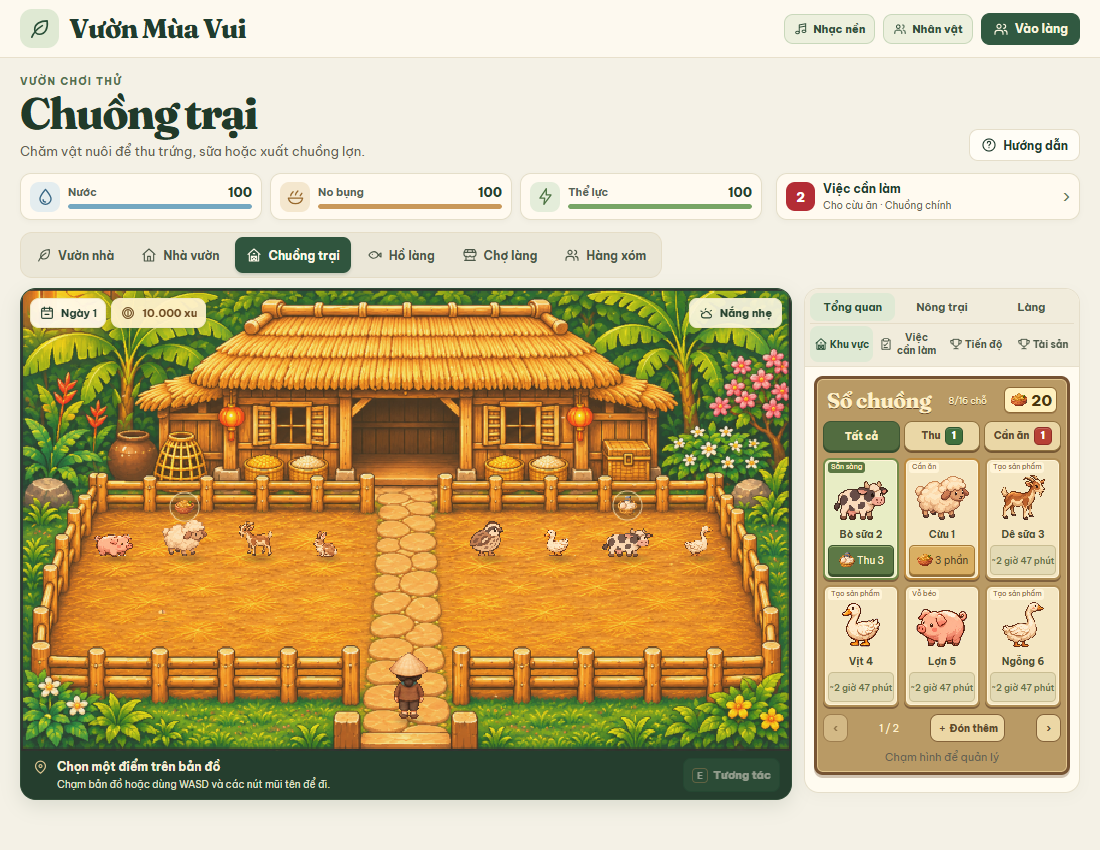 Vườn Mùa Vui
Nhạc nền
Nhân vật
Vào làng
VƯỜN CHƠI THỬ
Chuồng trại
Chăm vật nuôi để thu trứng, sữa hoặc xuất chuồng lợn.
Hướng dẫn
Nước 100
No bụng 100
Thể lực 100
2
Việc cần làm
Cho cừu ăn · Chuồng chính
Vườn nhà
Nhà vườn
Chuồng trại
Hồ làng
Chợ làng
Hàng xóm
Ngày 1
10.000 xu
Nắng nhẹ
Chọn một điểm trên bản đồ
Chạm bản đồ hoặc dùng WASD và các nút mũi tên để đi.
E Tương tác
Tổng quan
Nông trại
Làng
Khu vực
Việc
cần làm
Tiến độ
Tài sản
Sổ chuồng
8/16 chỗ
20
Tất cả
Thu 1
Cần ăn 1
Sẵn sàng
Bò sữa 2
Thu 3
Cần ăn
Cừu 1
3 phần
Tạo sản phẩm
Dê sữa 3
~2 giờ 47 phút
Tạo sản phẩm
Vịt 4
~2 giờ 47 phút
Vỗ béo
Lợn 5
~2 giờ 47 phút
Tạo sản phẩm
Ngỗng 6
~2 giờ 47 phút
‹
1 / 2
+ Đón thêm
›
Chạm hình để quản lý